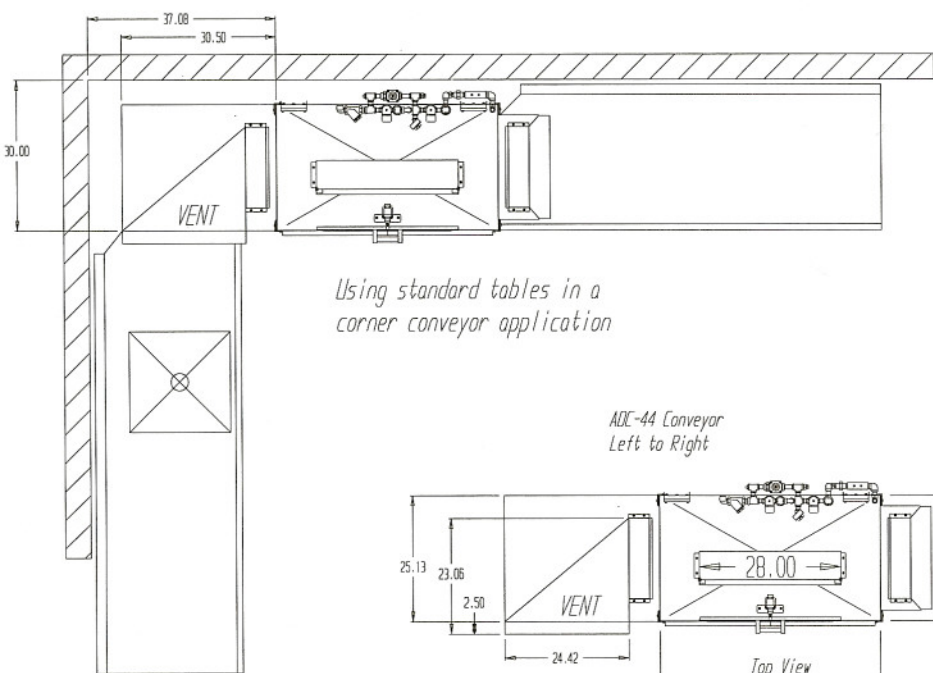 37.08
30.50
30.00
VENT
Using standard tables in a
corner conveyor application
ADC-44 Conveyor
Left to Right
25.13
23.06
2.50
28.00
VENT
24.42
Top View